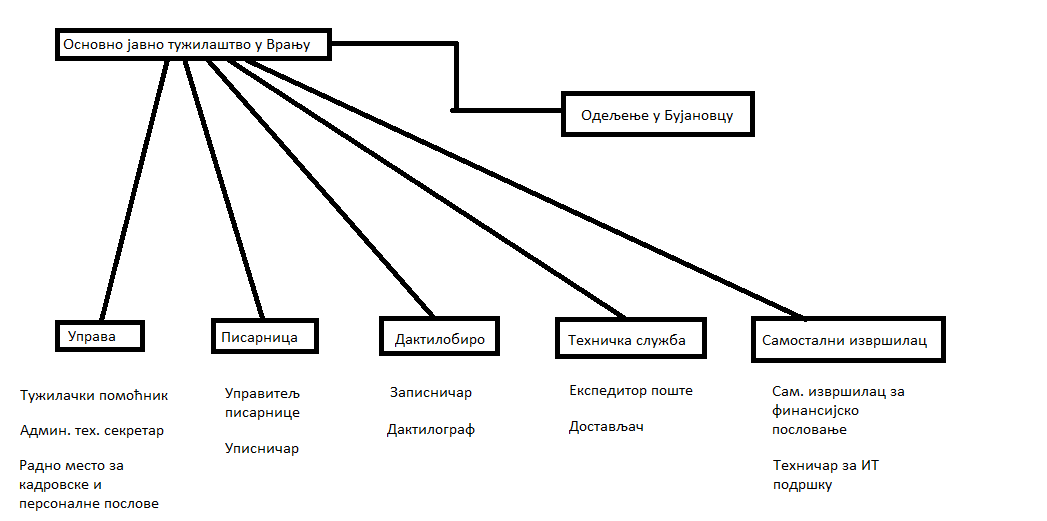 Основно јавно тужилаштво у Врању
Одељење у Бујановцу
Управа
Писарница
Дактилобиро
Техничка служба
Самостални извршилац
Тужилачки помоћник
Админ. тех. секретар
Радно место за
кадровске и
персоналне послове
Управитељ
писарнице
Уписничар
Записничар
Дактилограф
Експедитор поште
Достављач
Сам. извршилац за
финансијско
пословање
Техничар за ИТ
подршку